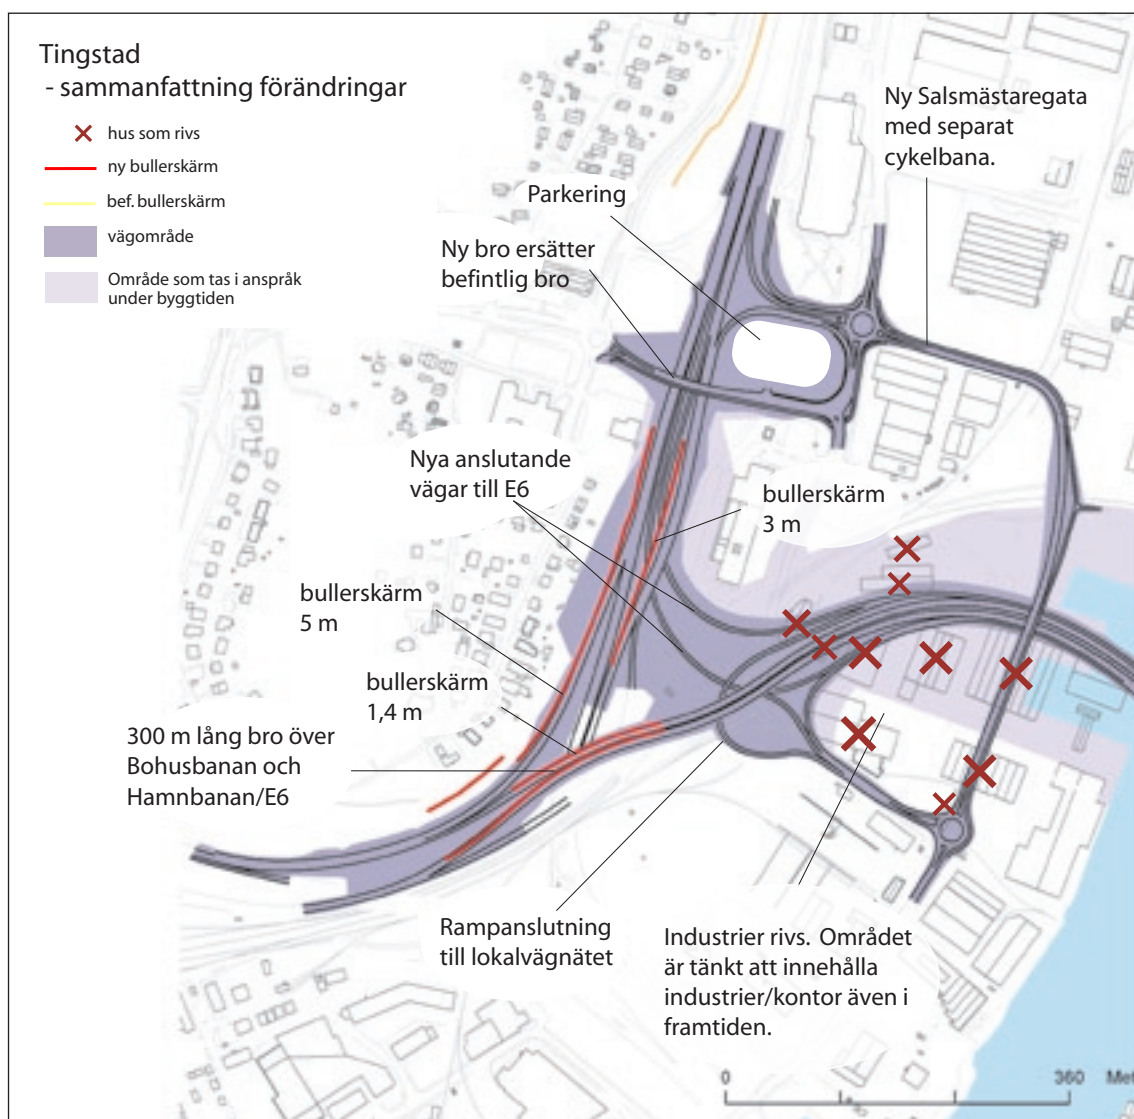 Tingstad
- sammanfattning förändringar
hus som rivs
ny bullerskärm
bef. bullerskärm
vägområde
Område som tas i anspråk
under byggtiden
Ny Salsmästaregata
med separat
cykelbana.
Parkering
Ny bro ersätter
befintlig bro
Nya anslutande
vägar till E6
bullerskärm
3 m
bullerskärm
5 m
bullerskärm
1,4 m
300 m lång bro över
Bohusbanan och
Hamnbanan/E6
Rampanslutning
till lokalvägnätet
Industrier rivs. Området
är tänkt att innehålla
industrier/kontor även i
framtiden.
0 360 Met